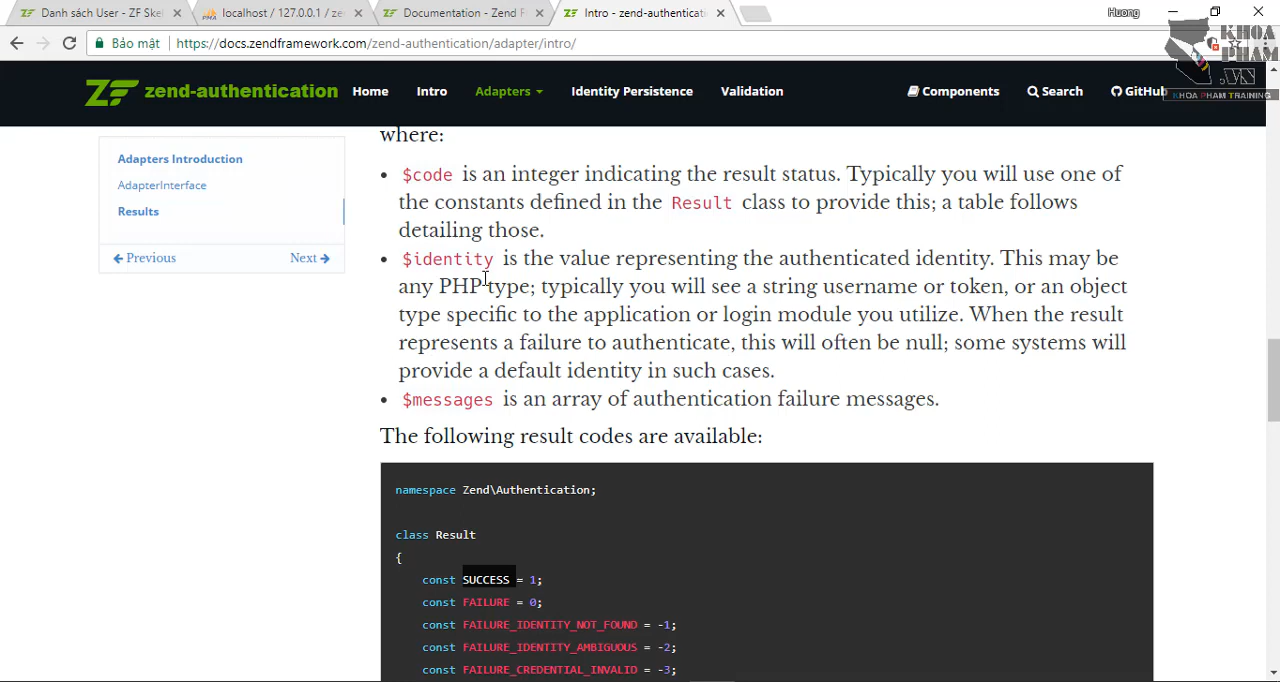 Danh sách User - ZF Skel
localhost / 127.0.0.1 / ze
Documentation - Zend F
Intro - zend-authenticati
Huong
Bảo mật
https://docs.zendframework.com/zend-authentication/adapter/intro/
KHOA
PHAM
.VN
KHOA PHAM TRAINING
ZF zend-authentication Home Intro Adapters Identity Persistence Validation Components Search GitHub
Adapters Introduction
AdapterInterface
Results
Previous Next
where:
$code is an integer indicating the result status. Typically you will use one of
the constants defined in the Result class to provide this; a table follows
detailing those.
$identity is the value representing the authenticated identity. This may be
any PHP type; typically you will see a string username or token, or an object
type specific to the application or login module you utilize. When the result
represents a failure to authenticate, this will often be null; some systems will
provide a default identity in such cases.
$messages is an array of authentication failure messages.
The following result codes are available:
namespace Zend\Authentication;
class Result
{
const SUCCESS = 1;
const FAILURE = 0;
const FAILURE_IDENTITY_NOT_FOUND = -1;
const FAILURE_IDENTITY_AMBIGUOUS = -2;
const FAILURE_CREDENTIAL_INVALID = -3;